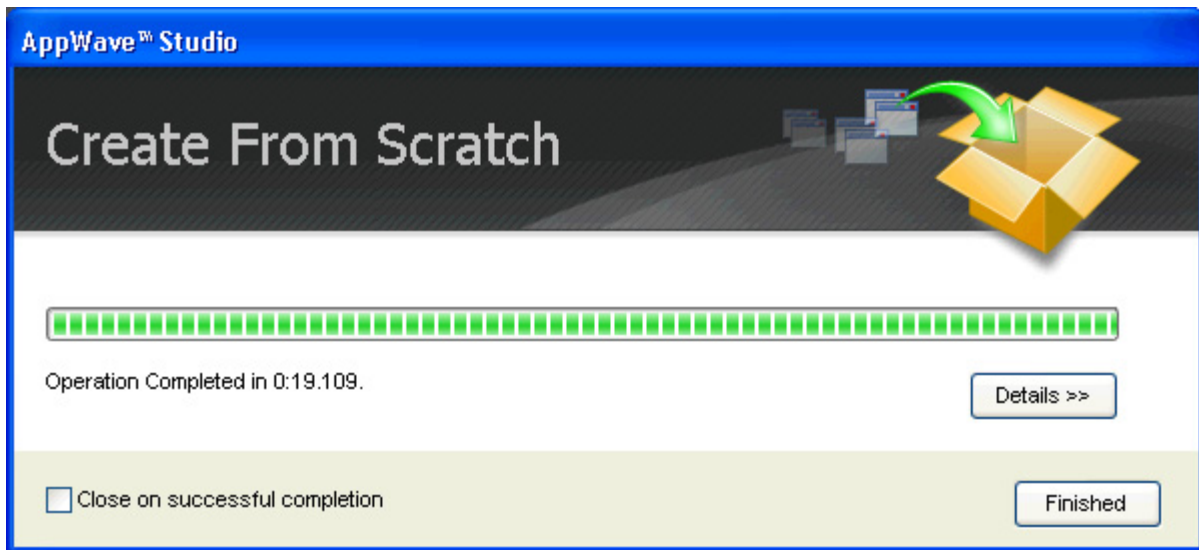 AppWave™ Studio
Create From Scratch
Operation Completed in 0:19.109.
Details >>
Close on successful completion
Finished